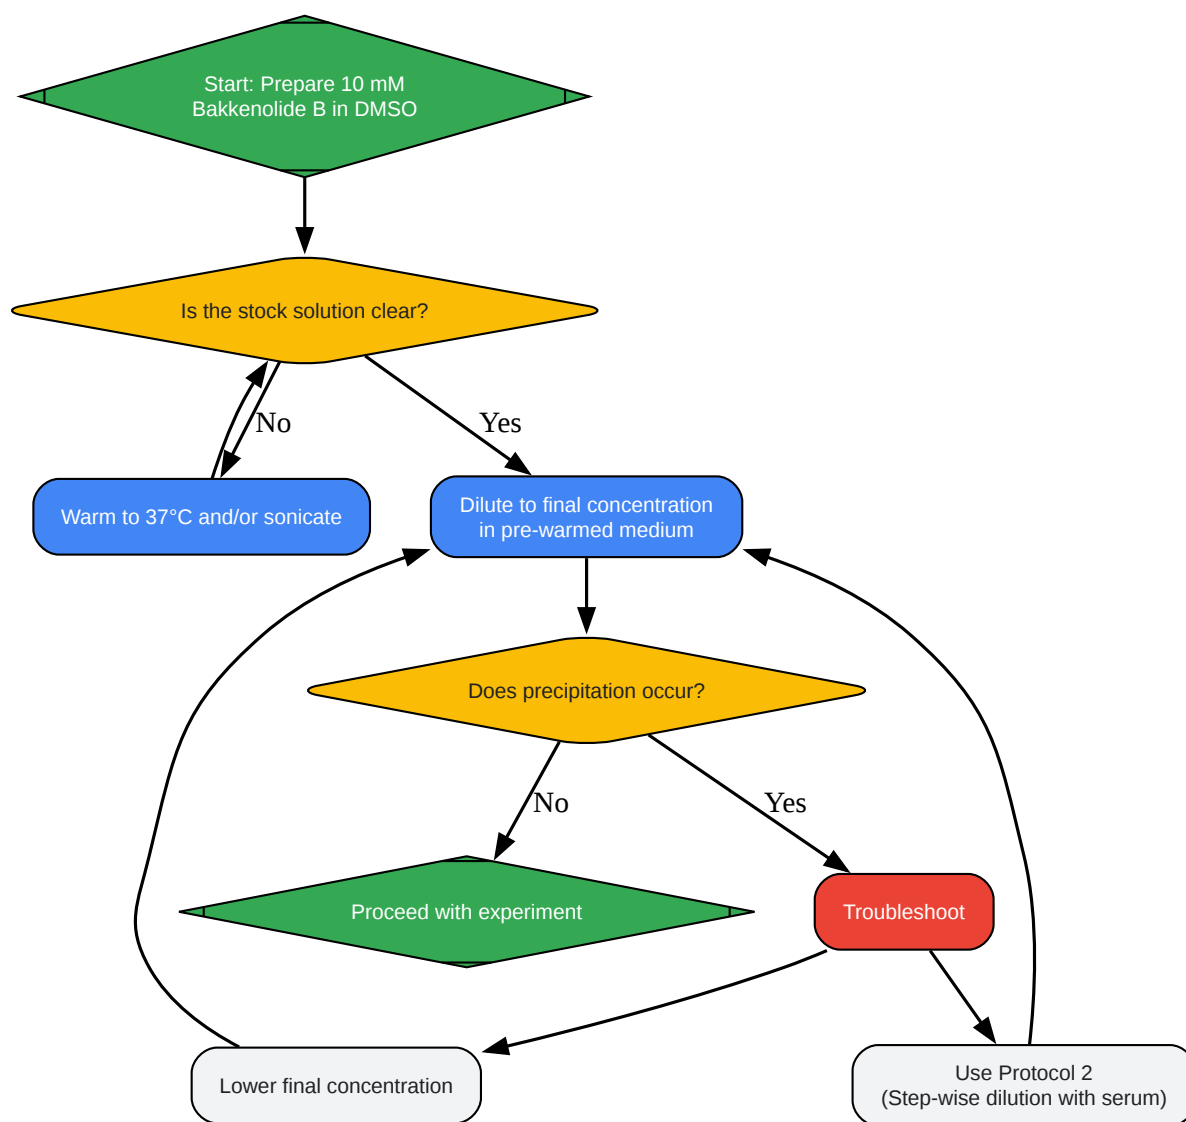 Start: Prepare 10 mM
Bakkenolide B in DMSO
Is the stock solution clear?
No
Yes
Warm to 37°C and/or sonicate
Dilute to final concentration
in pre-warmed medium
Does precipitation occur?
No
Yes
Proceed with experiment
Troubleshoot
Lower final concentration
Use Protocol 2
(Step-wise dilution with serum)